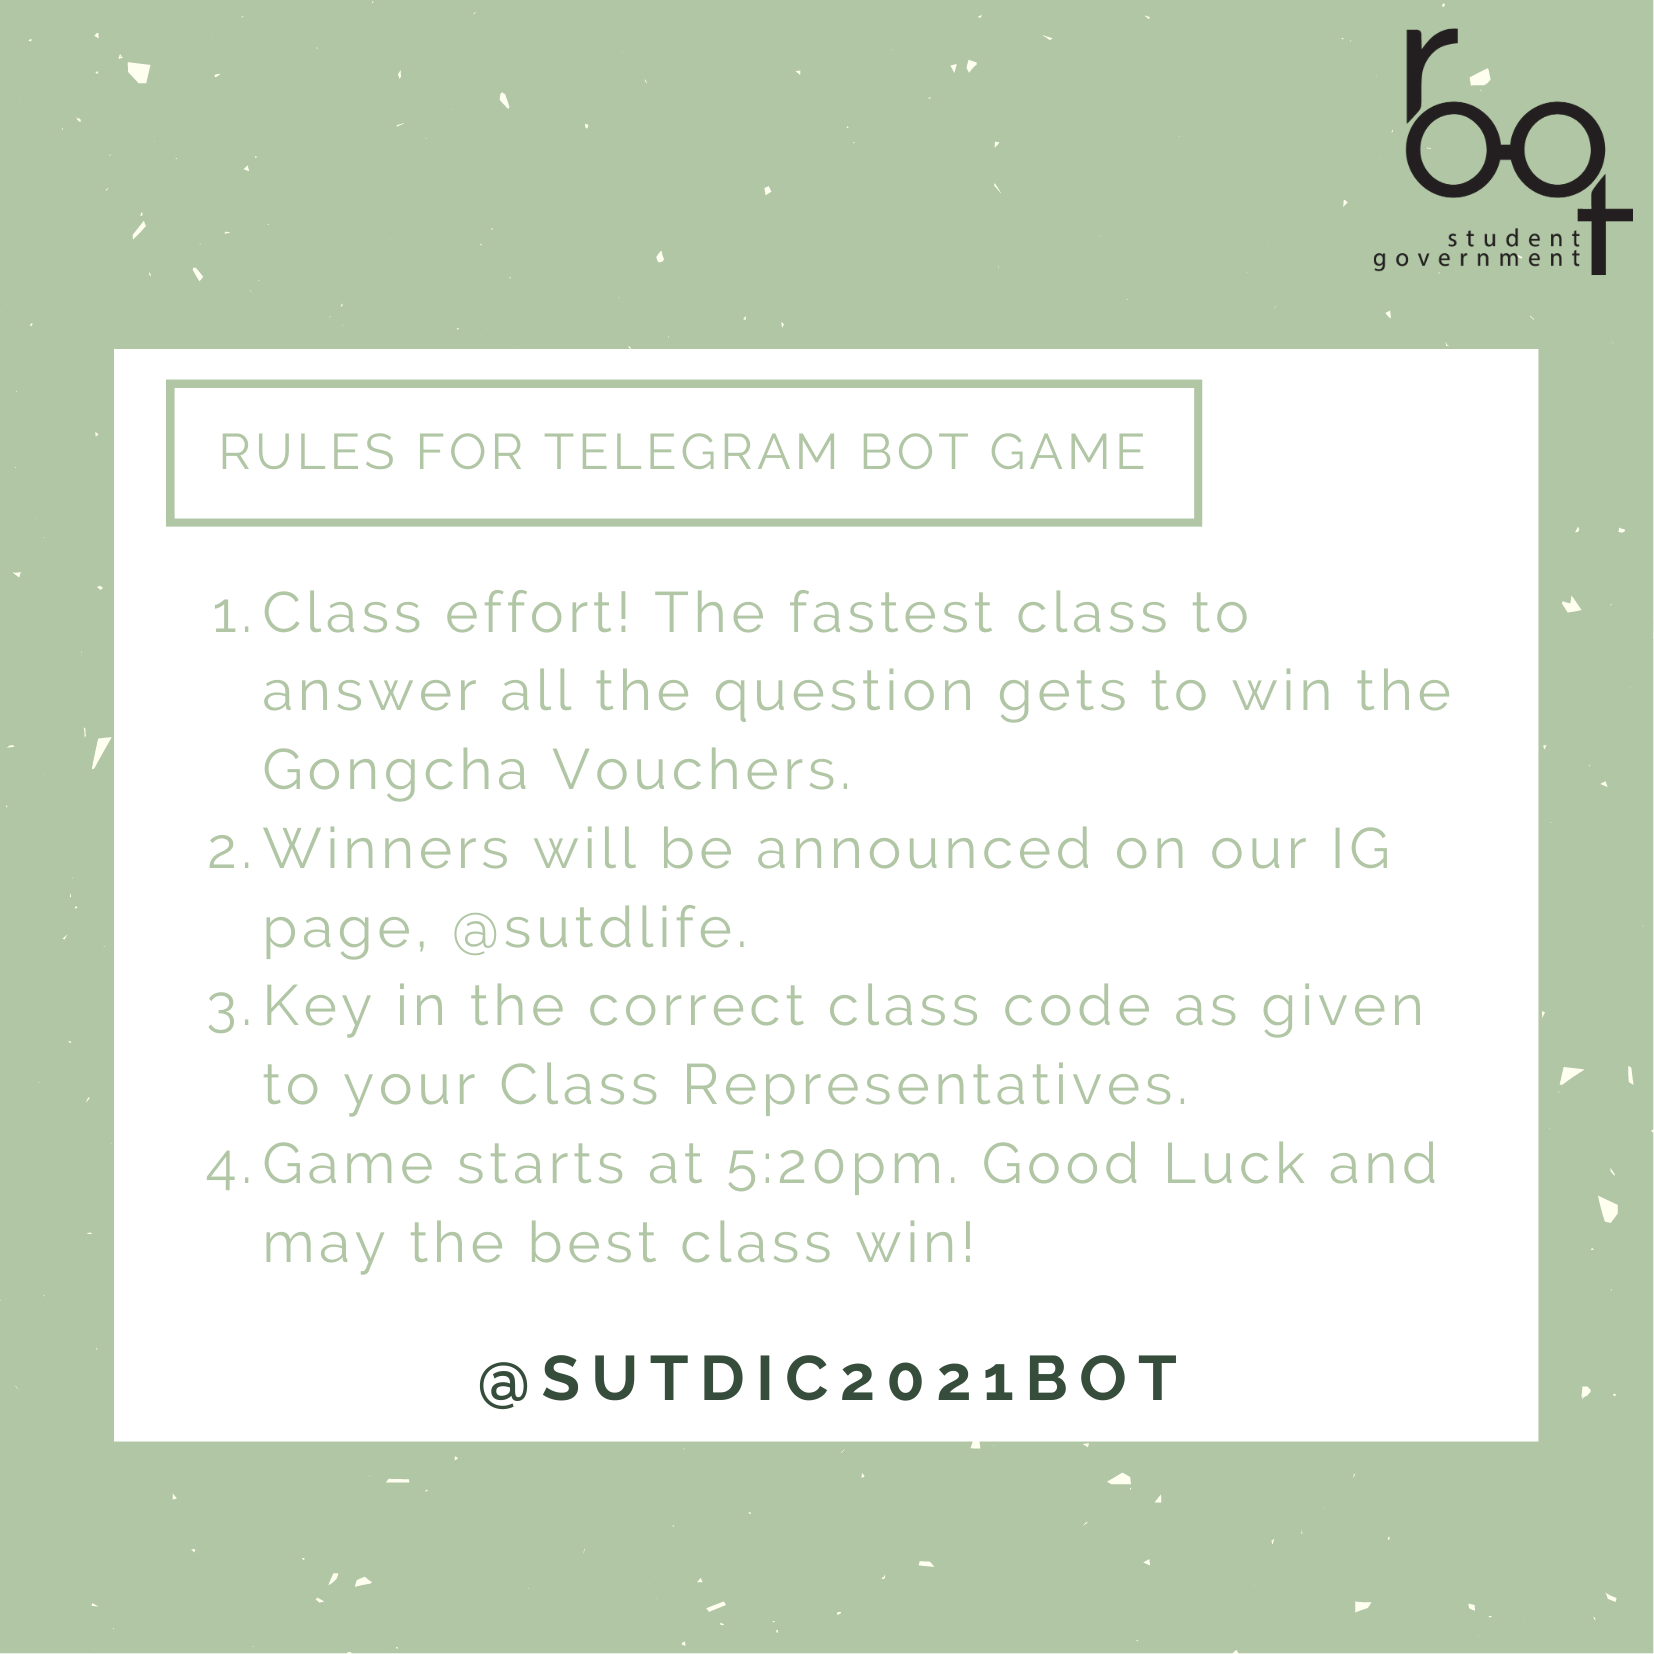 root
student
government
RULES FOR TELEGRAM BOT GAME
1. Class effort! The fastest class to
answer all the question gets to win the
Gongcha Vouchers.
2. Winners will be announced on our IG
page, @sutdlife.
3. Key in the correct class code as given
to your Class Representatives.
4. Game starts at 5:20pm. Good Luck and
may the best class win!
@SUTDIC2021BOT